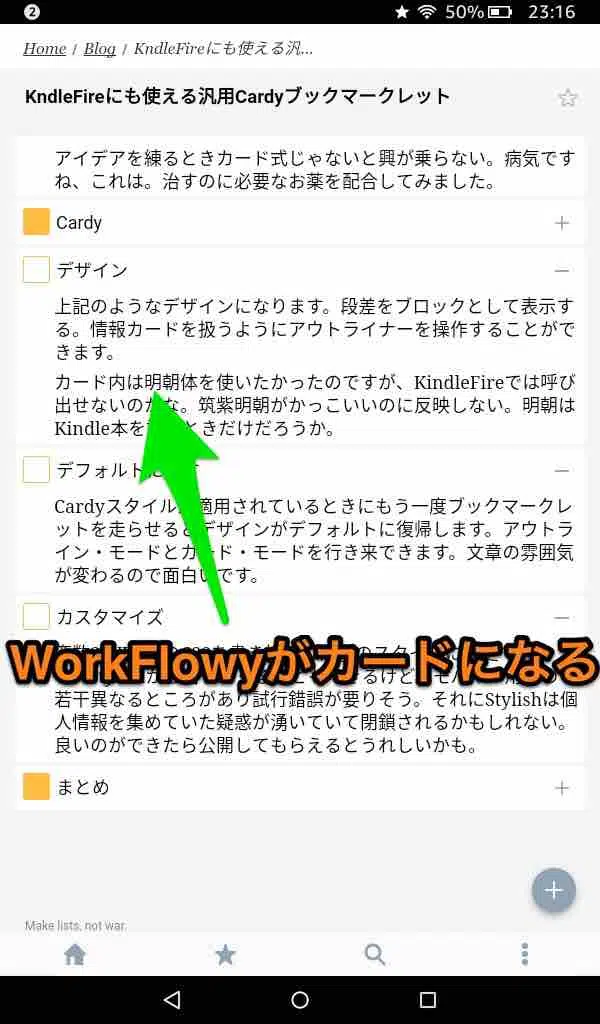 2 50% 23:16
Home / Blog / KndleFireにも使える汎...
KndleFireにも使える汎用Cardyブックマークレット
アイデアを練るときカード式じゃないと興が乗らない。病気です
ね、これは。治すのに必要なお薬を配合してみました。
Cardy
デザイン
上記のようなデザインになります。段差をブロックとして表示す
る。情報カードを扱うようにアウトライナーを操作することがで
きます。
カード内は明朝体を使いたかったのですが、KindleFireでは呼び
出せないのかな。筑紫明朝がかっこいいのに反映しない。明朝は
Kindle本を ときだけだろうか。
デフォルト
Cardyスタイル 適用されているときにもう一度ブックマークレ
ットを走らせるとデザインがデフォルトに復帰します。アウトラ
イン・モードとカード・モードを行き来できます。文章の雰囲気
が変わるので面白いです。
カスタマイズ
WorkFlowyがカードになる
若干異なるところがあり試行錯誤が要りそう。それにStylishは個
人情報を集めていた疑惑が湧いていて閉鎖されるかもしれない。
良いのができたら公開してもらえるとうれしいかも。
まとめ
Make lists, not war.